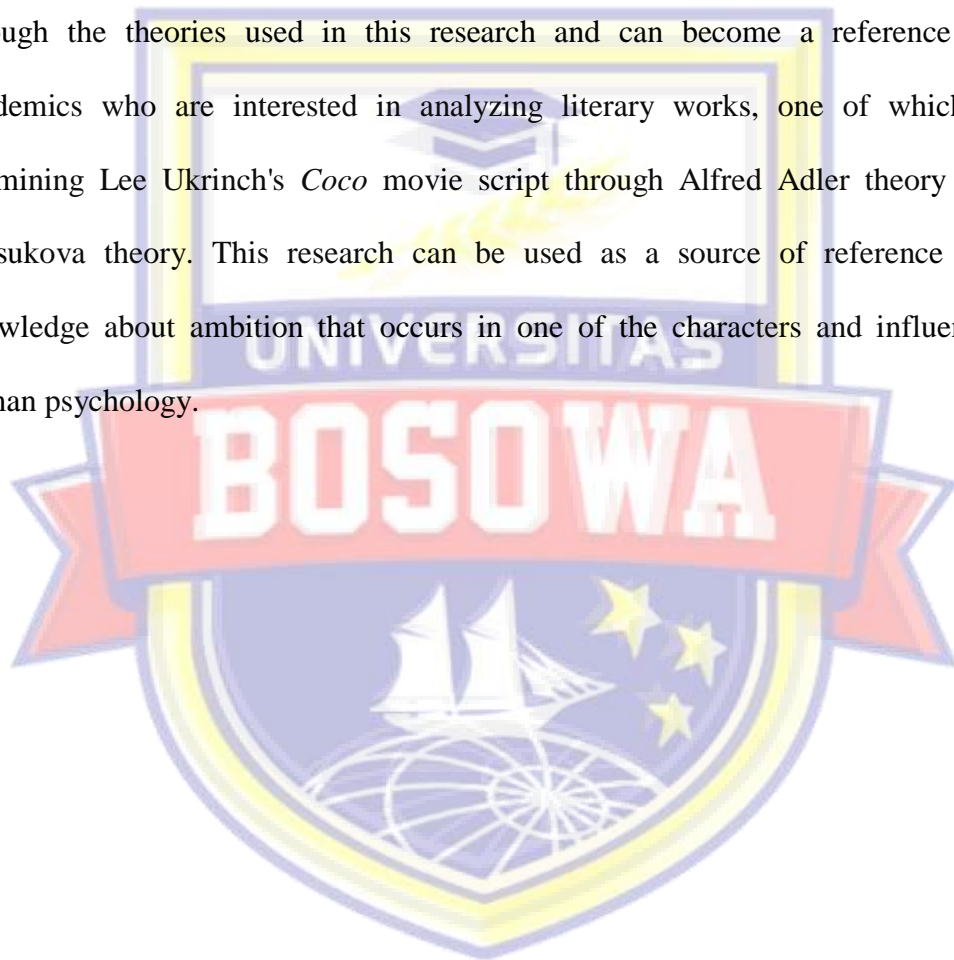 ough the theories used in this research and can become a reference
demics who are interested in analyzing literary works, one of which
mining Lee Ukrinch's Coco movie script through Alfred Adler theory
sukova theory. This research can be used as a source of reference
wledge about ambition that occurs in one of the characters and influen
nan psychology.
UNIVERSITAS
BOSOWA